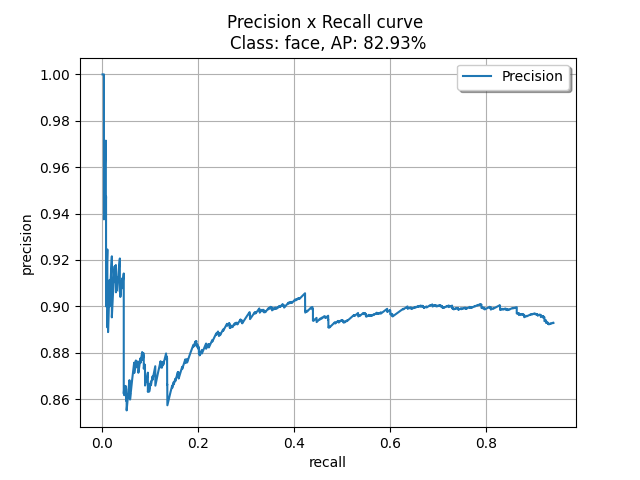 Precision x Recall curve
Class: face, AP: 82.93%
Precision
1.00
0.98
0.96
0.94
0.92
0.90
0.88
0.86
precision
0.0 0.2 0.4 0.6 0.8
recall